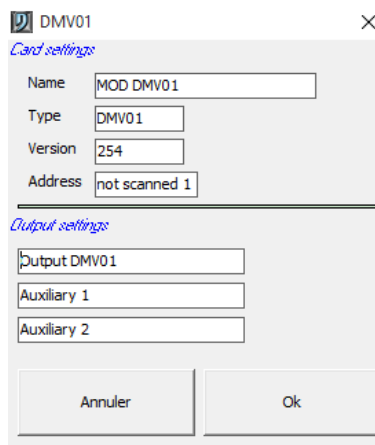 DMV01
Card settings
Name MOD DMV01
Type DMV01
Version 254
Address not scanned 1
Output settings
Output DMV01
Auxiliary 1
Auxiliary 2
Annuler Ok